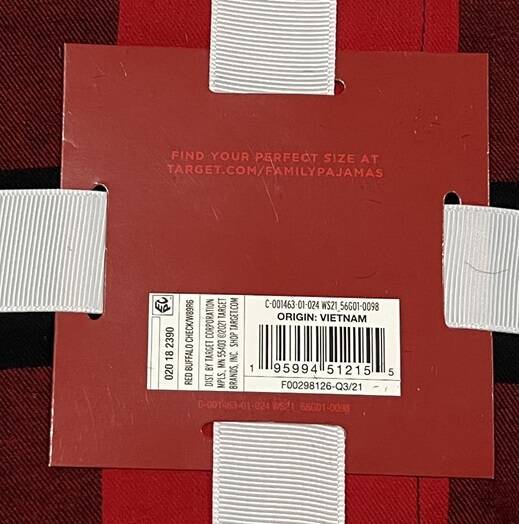 FIND YOUR PERFECT SIZE AT
TARGET.COM/FAMILYPAJAMAS
020 18 2390
RED BUFFALO CHECK/W89R6
DIST. BY TARGET CORPORATION
MPLS, MN 55403 ©2021 TARGET
BRANDS, INC. SHOP TARGET.COM
C-001463-01-024 WS21_56G01-0098
ORIGIN: VIETNAM
1 95994 51215 5
F00298126-Q3/21
C-001463-01-024 WS21_56G01-0098